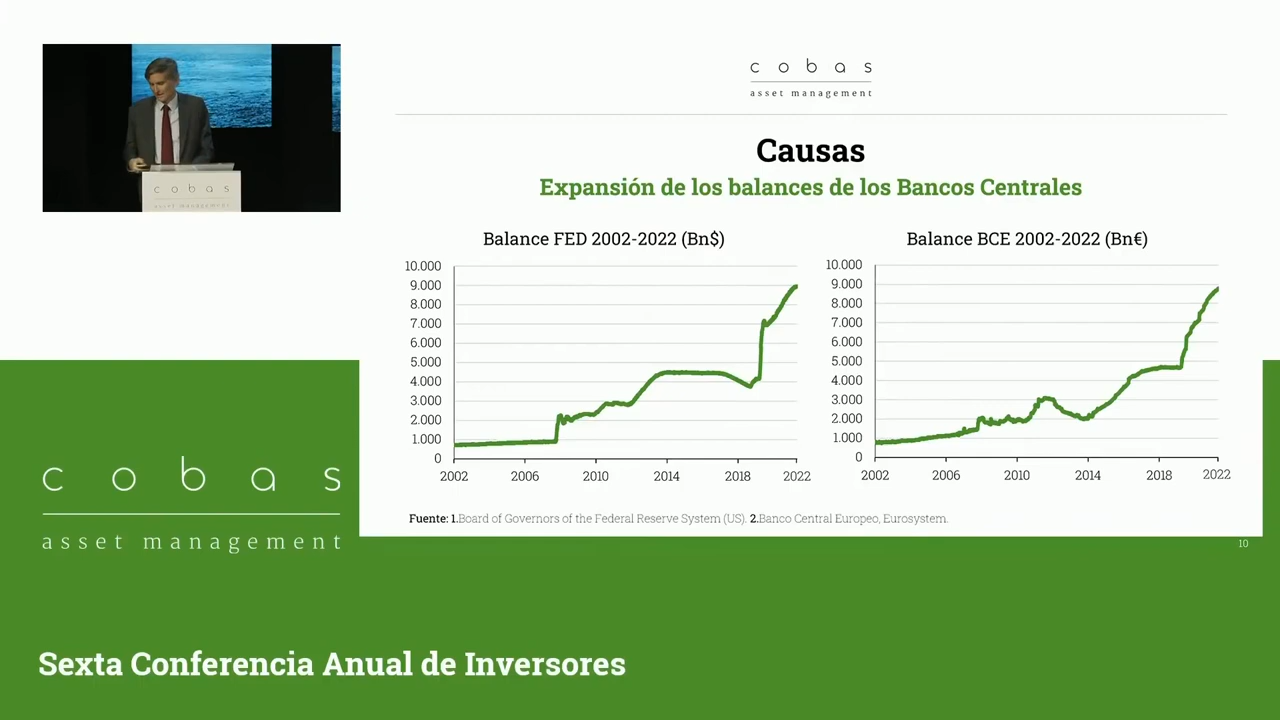 c o b a s
asset management
c o b a s
asset management
Causas
Expansión de los balances de los Bancos Centrales
Balance FED 2002-2022 (Bn$)
10.000
9.000
8.000
7.000
6.000
5.000
4.000
3.000
2.000
1.000
0
2002 2006 2010 2014 2018 2022
Balance BCE 2002-2022 (Bn€)
10.000
9.000
8.000
7.000
6.000
5.000
4.000
3.000
2.000
1.000
0
2002 2006 2010 2014 2018 2022
Fuente: 1.Board of Governors of the Federal Reserve System (US). 2.Banco Central Europeo, Eurosystem.
10
c o b a s
asset management
Sexta Conferencia Anual de Inversores